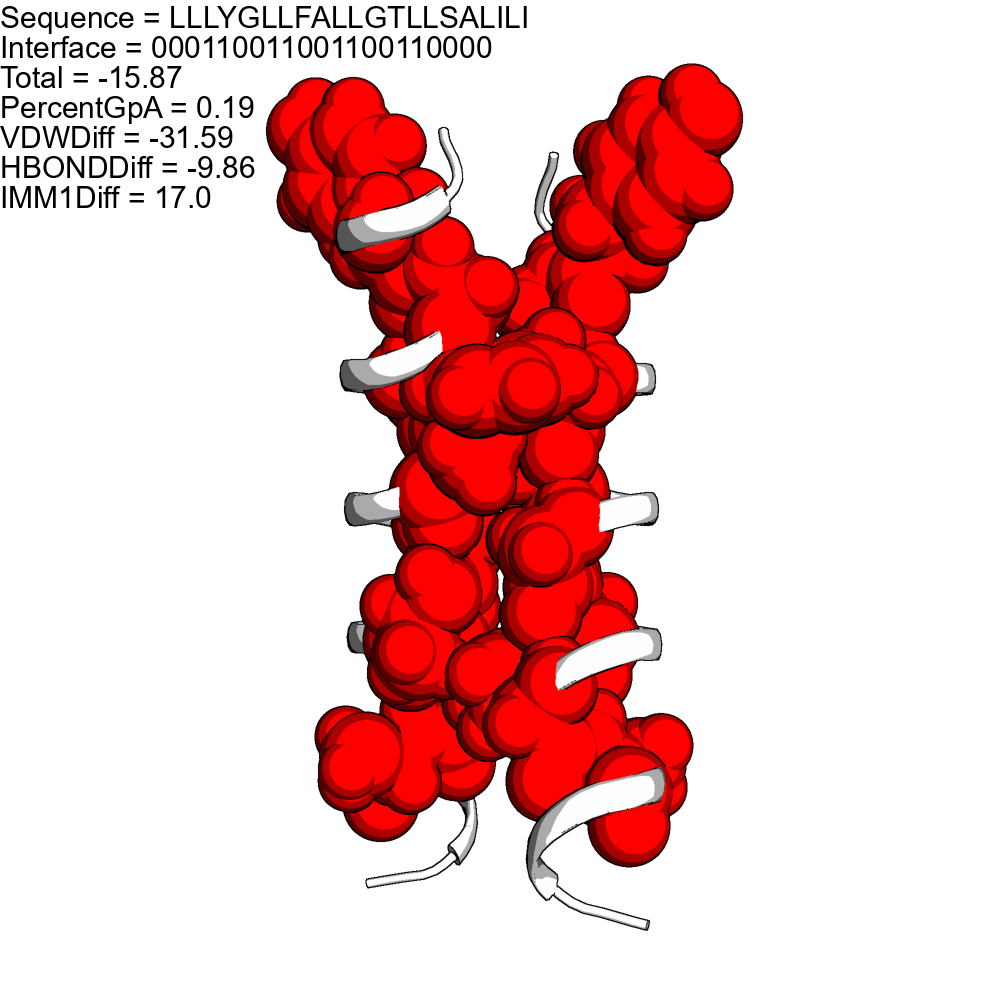 Sequence = LLLYGLLFALLGTLLSALILI
Interface = 000110011001100110000
Total = -15.87
PercentGpA = 0.19
VDWDiff = -31.59
HBONDDiff = -9.86
IMM1Diff = 17.0